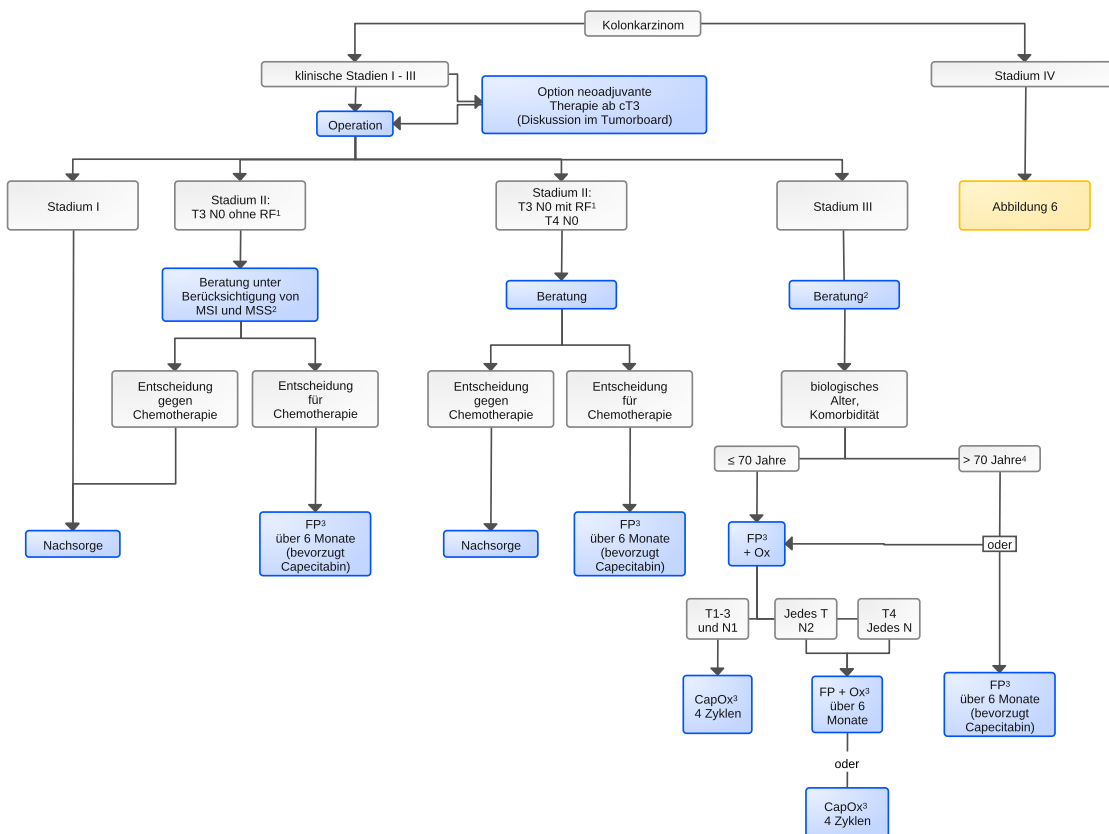 Kolonkarzinom
klinische Stadien I - III
Stadium IV
Option neoadjuvante
Therapie ab cT3
(Diskussion im Tumorboard)
Operation
Stadium I
Stadium II:
T3 N0 ohne RF¹
Stadium II:
T3 N0 mit RF¹
T4 N0
Stadium III
Abbildung 6
Beratung unter
Berücksichtigung von
MSI und MSS²
Beratung
Beratung²
Entscheidung
gegen
Chemotherapie
Entscheidung
für
Chemotherapie
Entscheidung
gegen
Chemotherapie
Entscheidung
für
Chemotherapie
biologisches
Alter,
Komorbidität
≤ 70 Jahre
> 70 Jahre⁴
Nachsorge
FP³
über 6 Monate
(bevorzugt
Capecitabin)
Nachsorge
FP³
über 6 Monate
(bevorzugt
Capecitabin)
FP³
+ Ox
oder
T1-3
und N1
Jedes T
N2
T4
Jedes N
CapOx³
4 Zyklen
FP + Ox³
über 6
Monate
FP³
über 6 Monate
(bevorzugt
Capecitabin)
oder
CapOx³
4 Zyklen